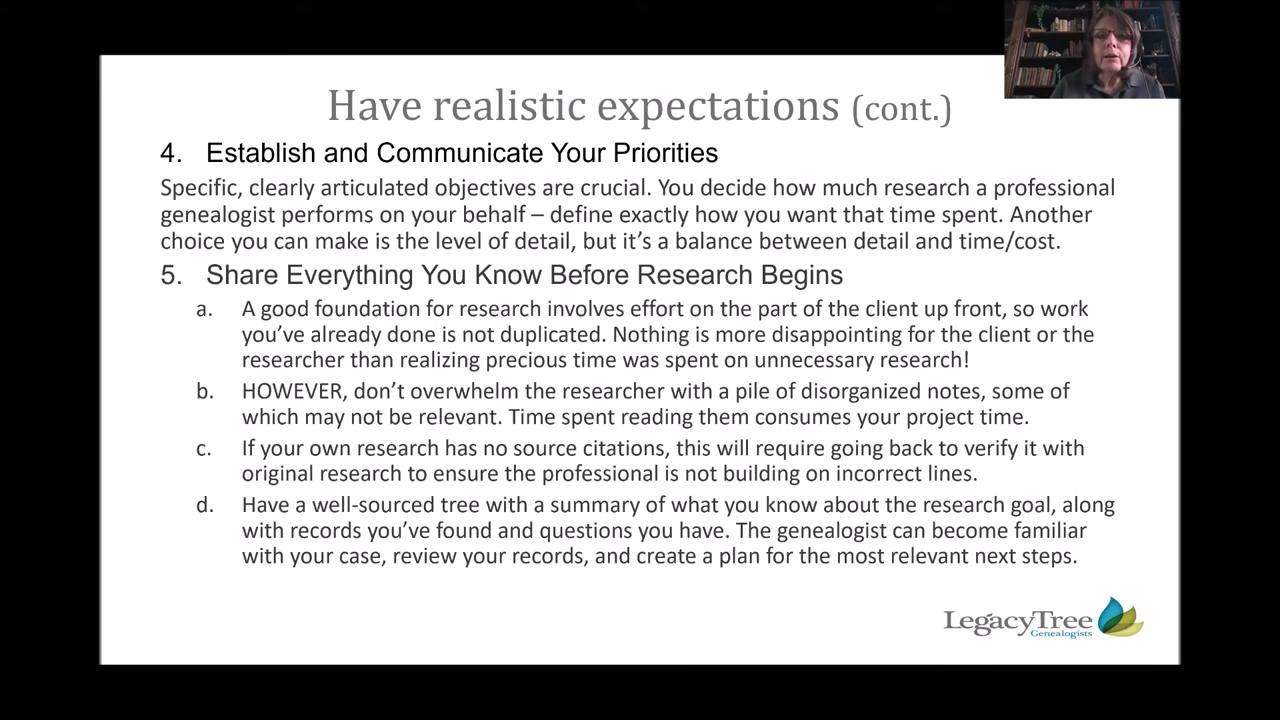 Have realistic expectations (cont.)
4. Establish and Communicate Your Priorities
Specific, clearly articulated objectives are crucial. You decide how much research a professional
genealogist performs on your behalf – define exactly how you want that time spent. Another
choice you can make is the level of detail, but it’s a balance between detail and time/cost.
5. Share Everything You Know Before Research Begins
a. A good foundation for research involves effort on the part of the client up front, so work
you’ve already done is not duplicated. Nothing is more disappointing for the client or the
researcher than realizing precious time was spent on unnecessary research!
b. HOWEVER, don’t overwhelm the researcher with a pile of disorganized notes, some of
which may not be relevant. Time spent reading them consumes your project time.
c. If your own research has no source citations, this will require going back to verify it with
original research to ensure the professional is not building on incorrect lines.
d. Have a well-sourced tree with a summary of what you know about the research goal, along
with records you’ve found and questions you have. The genealogist can become familiar
with your case, review your records, and create a plan for the most relevant next steps.
LegacyTree
Genealogists